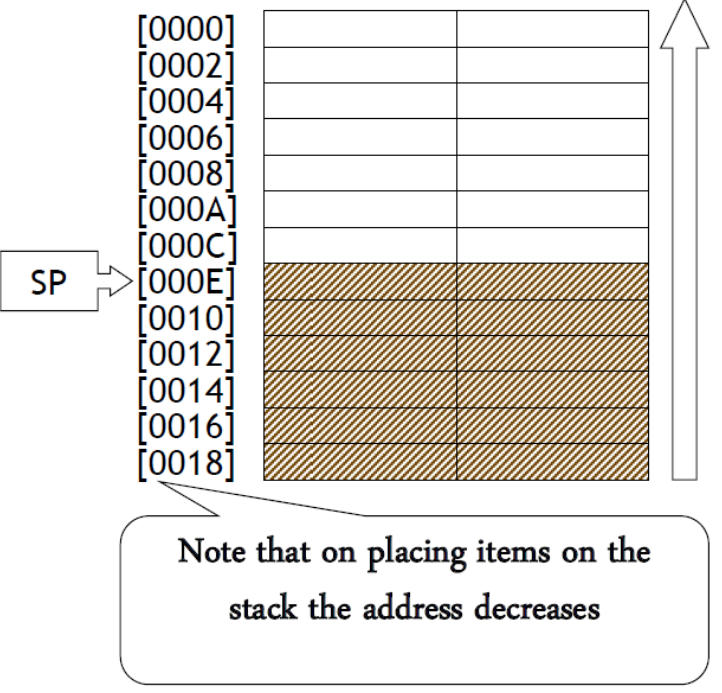 [0000]
[0002]
[0004]
[0006]
[0008]
[000A]
[000C]
SP
[000E]
[0010]
[0012]
[0014]
[0016]
[0018]
Note that on placing items on the
stack the address decreases